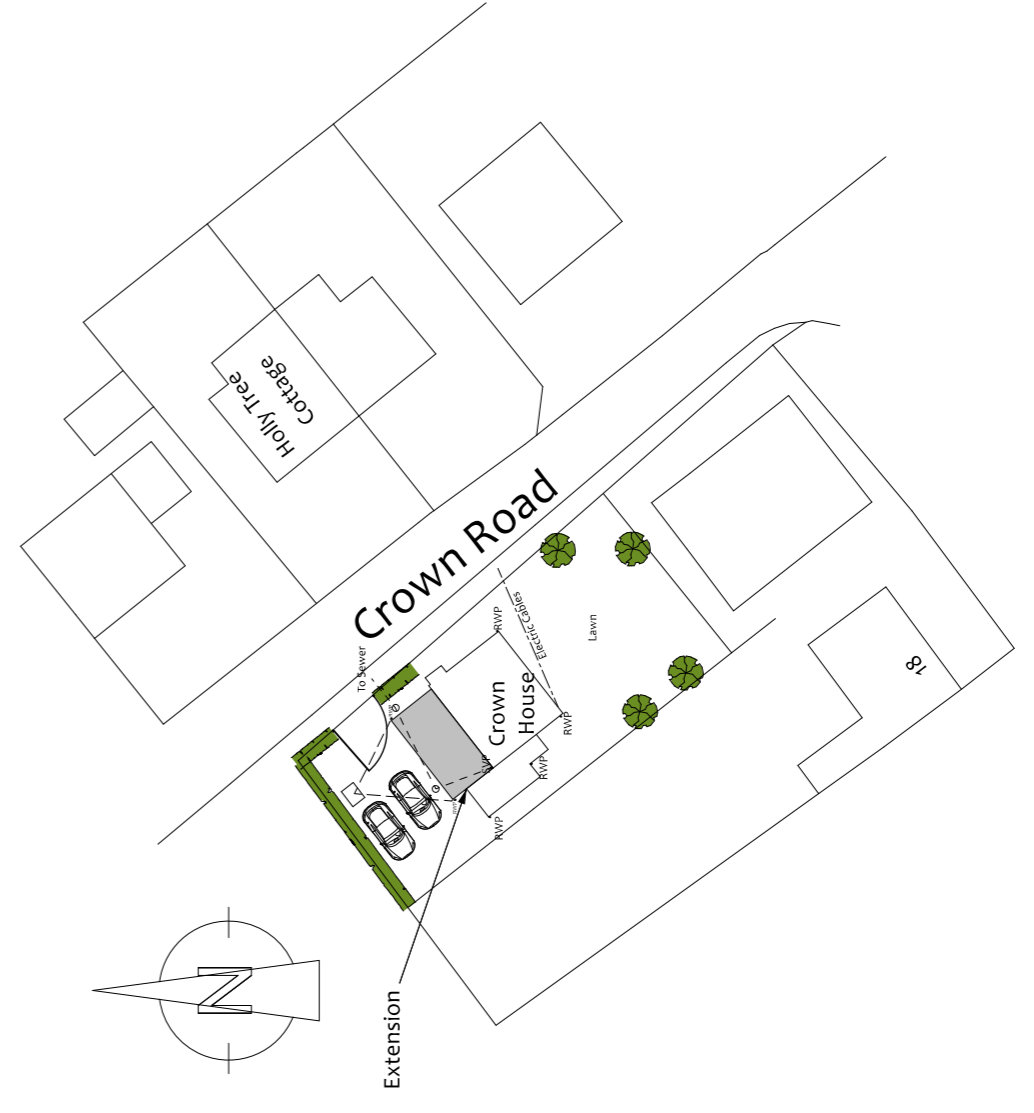 Holly Tree
Cottage
Crown Road
To Sewer
RWP
Electric Cables
Lawn
Crown
House
RWP
SVP
RWP
RWP
18
N
Extension